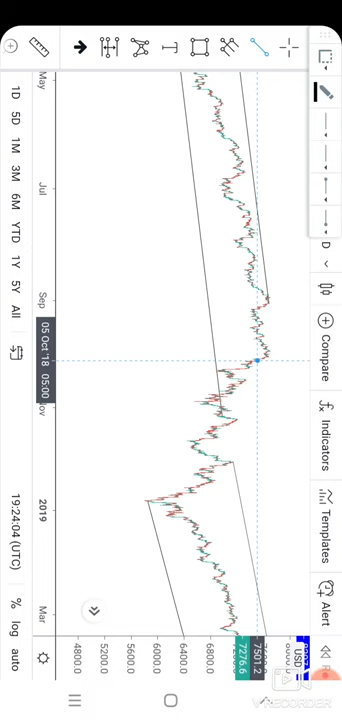 D
Compare
Indicators
Templates
Alert
May
Jul
Sep
05 Oct '18 05:00
Nov
2019
Mar
USD
7501.2
7276.6
6800.0
6400.0
6000.0
5600.0
5200.0
4800.0
1D 5D 1M 3M 6M YTD 1Y 5Y All
19:24:04 (UTC)
% log auto
V RECORDER